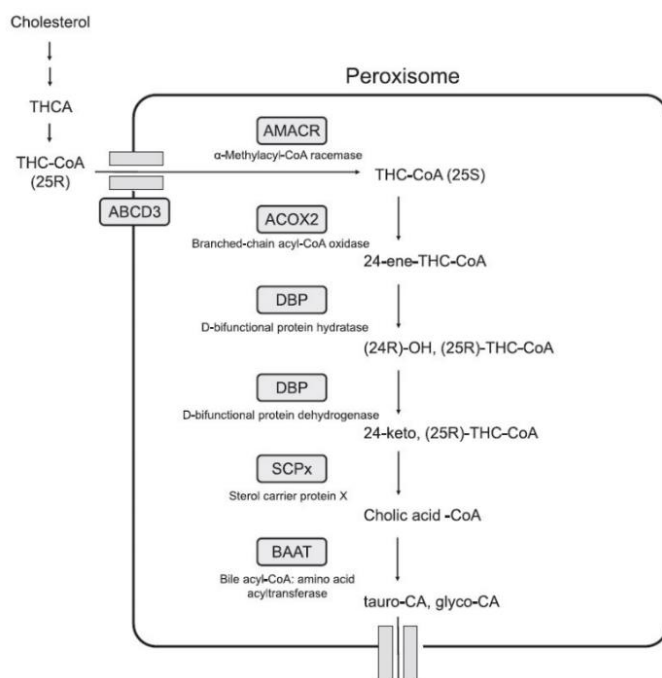 Cholesterol
Peroxisome
THCA
AMACR
α-Methylacyl-CoA racemase
THC-CoA
(25R)
THC-CoA (25S)
ABCD3
ACOX2
Branched-chain acyl-CoA oxidase
24-ene-THC-CoA
DBP
D-bifunctional protein hydratase
(24R)-OH, (25R)-THC-CoA
DBP
D-bifunctional protein dehydrogenase
24-keto, (25R)-THC-CoA
SCPx
Sterol carrier protein X
Cholic acid -CoA
BAAT
Bile acyl-CoA: amino acid
acyltransferase
tauro-CA, glyco-CA